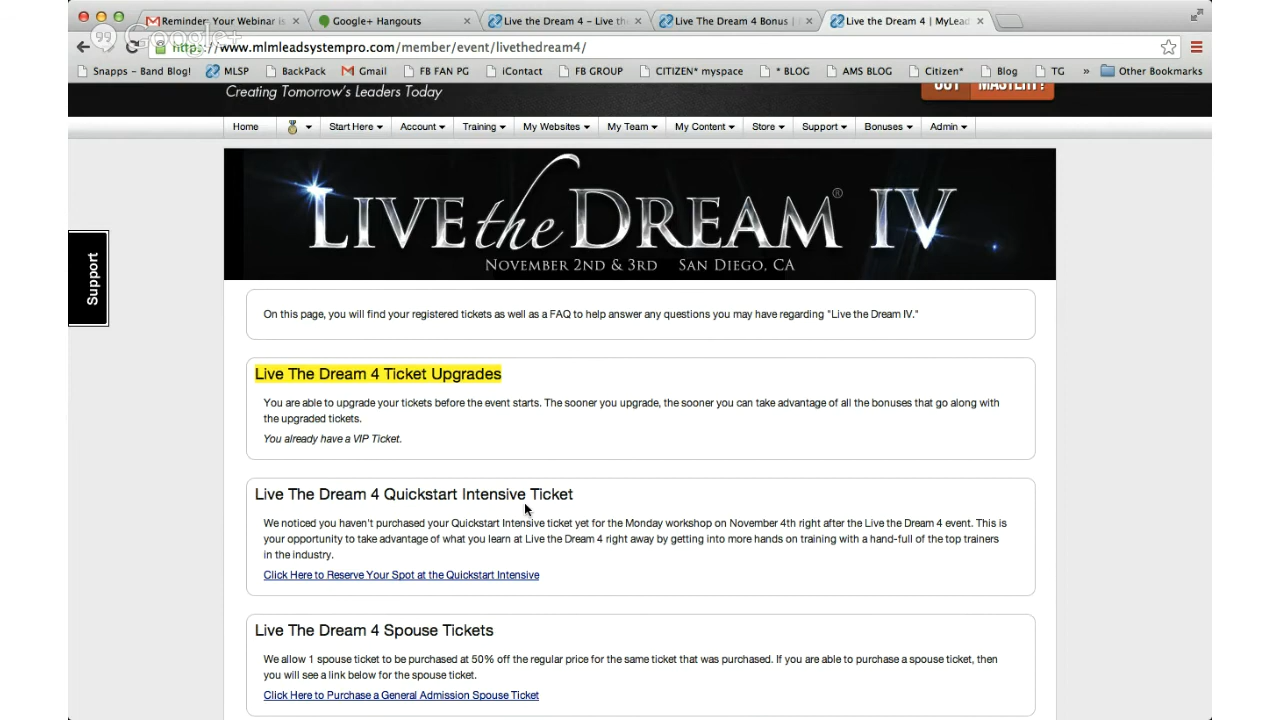 Reminder: Your Webinar is
Google+ Hangouts
Live the Dream 4 – Live the
Live The Dream 4 Bonus |
Live the Dream 4 | MyLead
Google+
https://www.mlmleadsystempro.com/member/event/livethedream4/
Snapps – Band Blog! MLSP BackPack Gmail FB FAN PG iContact FB GROUP CITIZEN* myspace * BLOG AMS BLOG Citizen* Blog TG » Other Bookmarks
Creating Tomorrow's Leaders Today
OUT MASTERY?
Home Start Here Account Training My Websites My Team My Content Store Support Bonuses Admin
LIVE the DREAM® IV
NOVEMBER 2ND & 3RD SAN DIEGO, CA
Support
On this page, you will find your registered tickets as well as a FAQ to help answer any questions you may have regarding "Live the Dream IV."
Live The Dream 4 Ticket Upgrades
You are able to upgrade your tickets before the event starts. The sooner you upgrade, the sooner you can take advantage of all the bonuses that go along with
the upgraded tickets.
You already have a VIP Ticket.
Live The Dream 4 Quickstart Intensive Ticket
We noticed you haven't purchased your Quickstart Intensive ticket yet for the Monday workshop on November 4th right after the Live the Dream 4 event. This is
your opportunity to take advantage of what you learn at Live the Dream 4 right away by getting into more hands on training with a hand-full of the top trainers
in the industry.
Click Here to Reserve Your Spot at the Quickstart Intensive
Live The Dream 4 Spouse Tickets
We allow 1 spouse ticket to be purchased at 50% off the regular price for the same ticket that was purchased. If you are able to purchase a spouse ticket, then
you will see a link below for the spouse ticket.
Click Here to Purchase a General Admission Spouse Ticket